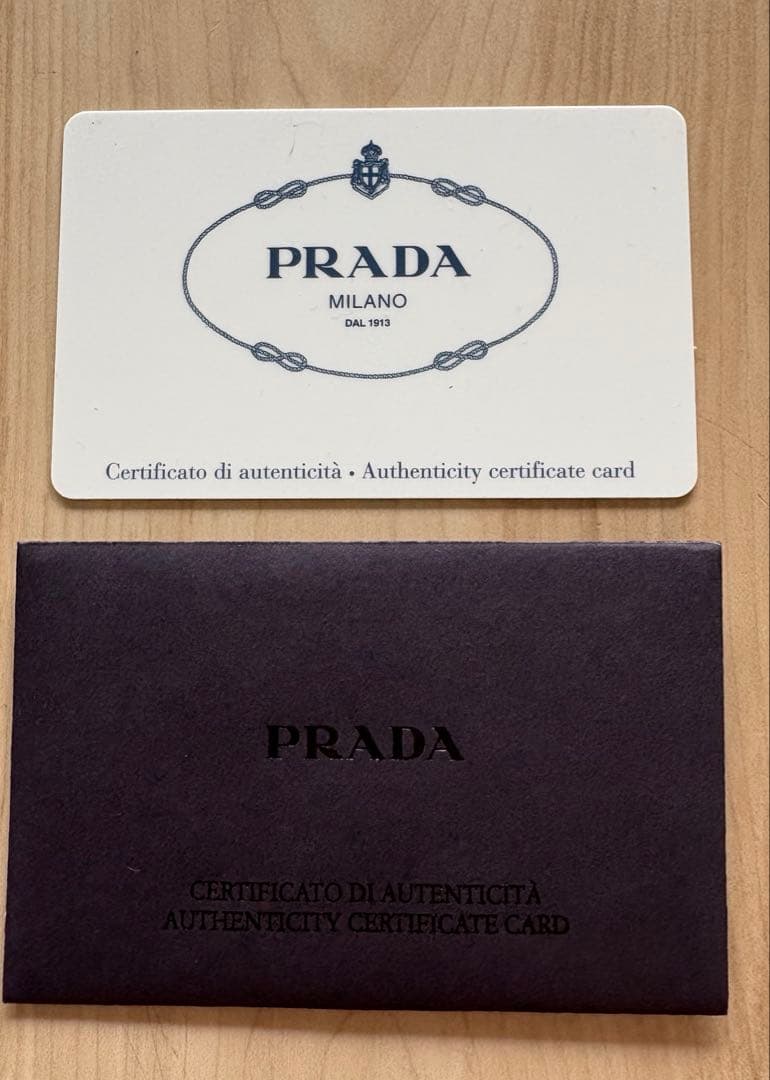 PRADA
MILANO
DAL 1913
Certificato di autenticità • Authenticity certificate card
PRADA
CERTIFICATO DI AUTENTICITÀ
AUTHENTICITY CERTIFICATE CARD